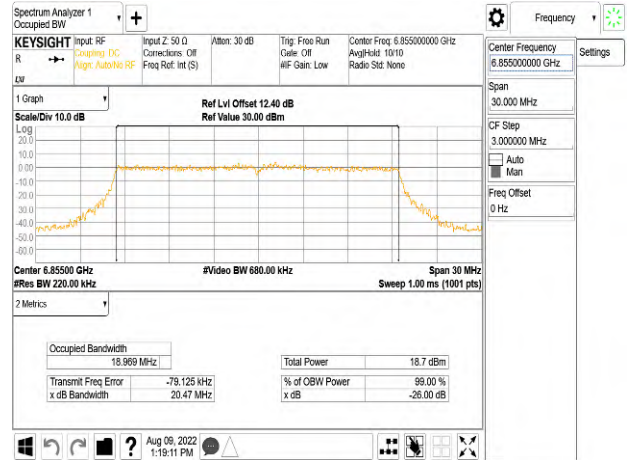 Spectrum Analyzer 1
Occupied BW
Frequency
KEYSIGHT
R
Input: RF
Coupling: DC
Align: Auto/No RF
Input Z: 50 Ω
Corrections: Off
Freq Ref: Int (S)
Atten: 30 dB
Trig: Free Run
Gate: Off
#IF Gain: Low
Center Freq: 6.855000000 GHz
Avg|Hold: 10/10
Radio Std: None
Center Frequency
6.855000000 GHz
Settings
Span
30.000 MHz
CF Step
3.000000 MHz
Auto
Man
Freq Offset
0 Hz
1 Graph
Scale/Div 10.0 dB
Ref Lvl Offset 12.40 dB
Ref Value 30.00 dBm
Log
20.0
10.0
0.00
-10.0
-20.0
-30.0
-40.0
-50.0
-60.0
Center 6.85500 GHz
#Video BW 680.00 kHz
Span 30 MHz
#Res BW 220.00 kHz
Sweep 1.00 ms (1001 pts)
2 Metrics
Occupied Bandwidth
18.969 MHz
Total Power 18.7 dBm
Transmit Freq Error -79.125 kHz
% of OBW Power 99.00 %
x dB Bandwidth 20.47 MHz
x dB -26.00 dB
?
Aug 09, 2022
1:19:11 PM